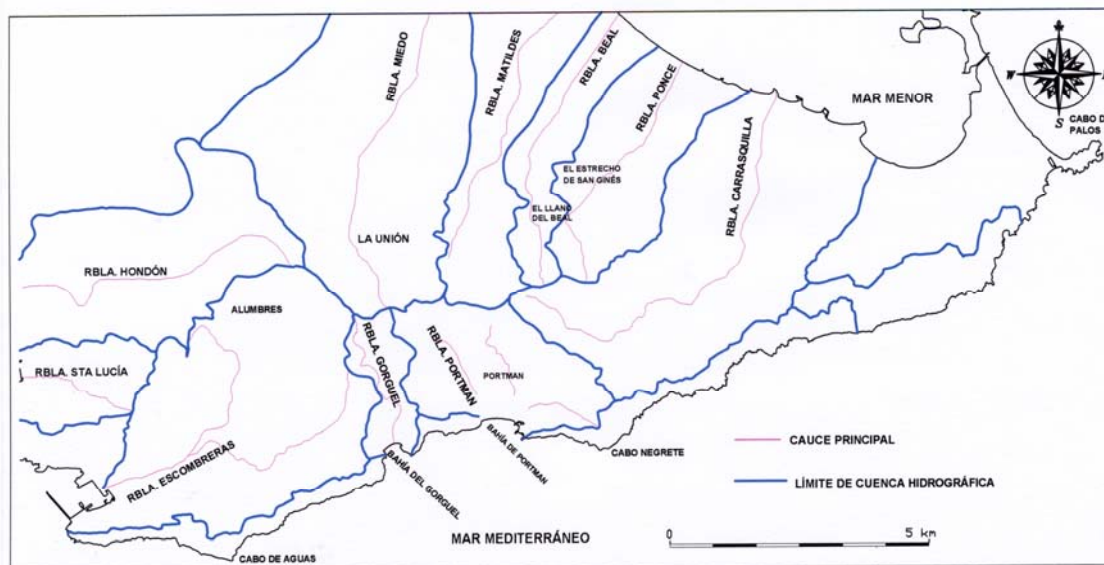 RBLA. MIEDO
RBLA. MATILDES
RBLA. BEAL
RBLA. PONCE
MAR MENOR
W
S
CABO D
PALOS
EL ESTRECHO
DE SAN GINÉS
EL LLANO
DEL BEAL
RBLA. CARRASQUILLA
LA UNIÓN
RBLA. HONDÓN
ALUMBRES
RBLA. STA LUCÍA
RBLA. GORGUEL
RBLA. PORTMAN
PORTMAN
RBLA. ESCOMBRERAS
BAHÍA DEL GORGUEL
BAHÍA DE PORTMAN
CABO NEGRETE
CABO DE AGUAS
MAR MEDITERRÁNEO
CAUCE PRINCIPAL
LÍMITE DE CUENCA HIDROGRÁFICA
0
5 km